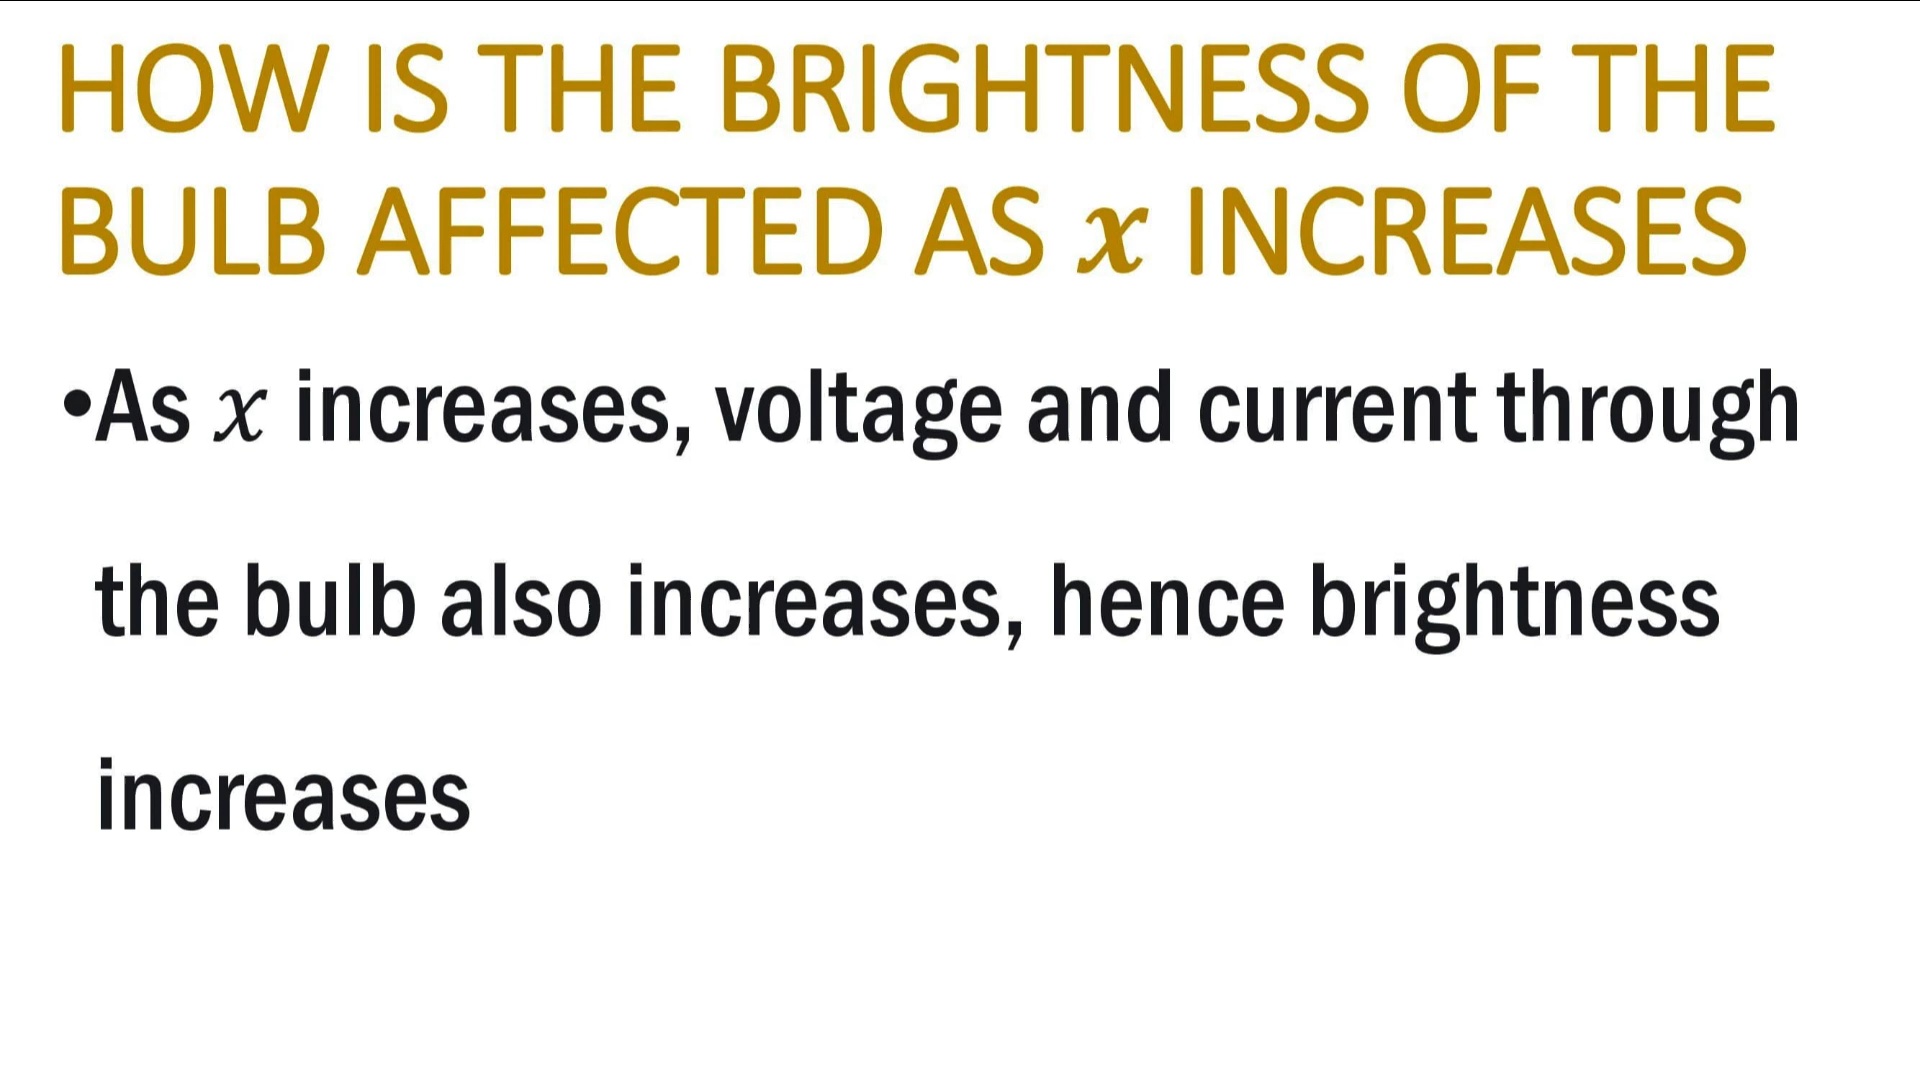 HOW IS THE BRIGHTNESS OF THE
BULB AFFECTED AS 𝒙 INCREASES
•As 𝑥 increases, voltage and current through
the bulb also increases, hence brightness
increases